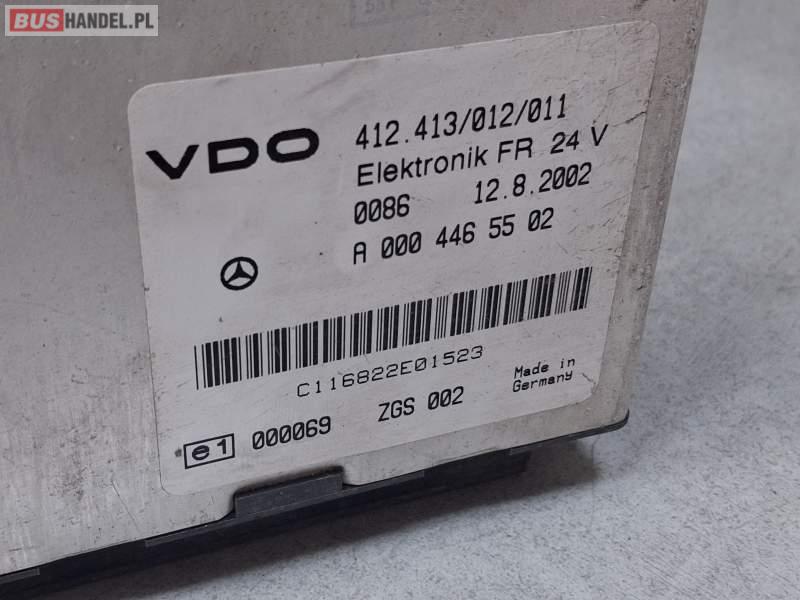 BUSHANDEL.PL
VDO
412.413/012/011
Elektronik FR 24 V
0086 12.8.2002
A 000 446 55 02
C116822E01523
Made in
Germany
e1 000069 ZGS 002